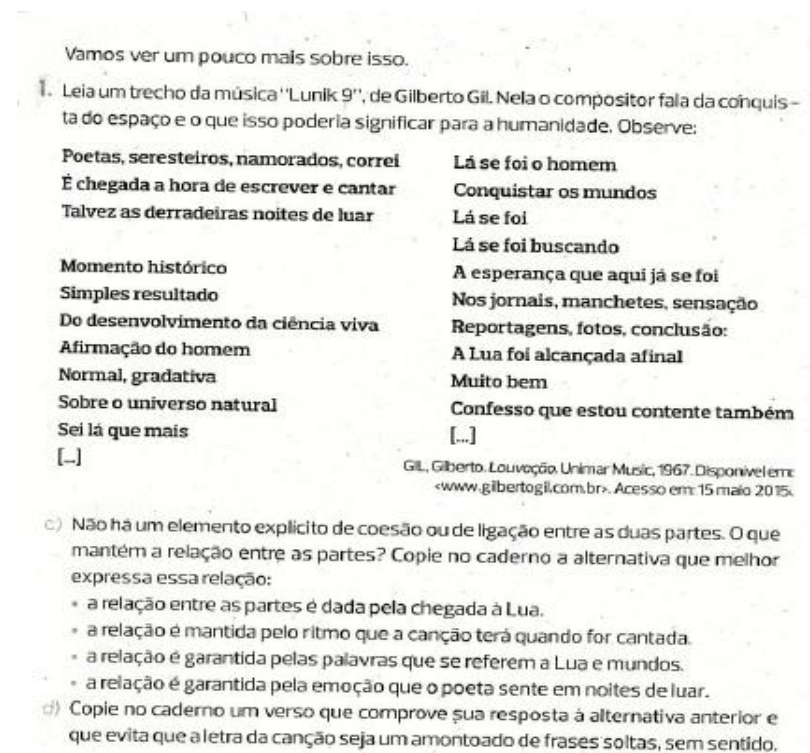 Vamos ver um pouco mais sobre isso.
1. Leia um trecho da música "Lunik 9", de Gilberto Gil. Nela o compositor fala da conquis-
ta do espaço e o que isso poderia significar para a humanidade. Observe:
Poetas, seresteiros, namorados, correi
É chegada a hora de escrever e cantar
Talvez as derradeiras noites de luar
Momento histórico
Simples resultado
Do desenvolvimento da ciência viva
Afirmação do homem
Normal, gradativa
Sobre o universo natural
Sei lá que mais
[...]
Lá se foi o homem
Conquistar os mundos
Lá se foi
Lá se foi buscando
A esperança que aqui já se foi
Nos jornais, manchetes, sensação
Reportagens, fotos, conclusão:
A Lua foi alcançada afinal
Muito bem
Confesso que estou contente também
[...]
GIL, Gilberto. Louvação. Unimar Music, 1967. Disponível em:
<www.gilbertogil.com.br>. Acesso em: 15 maio 2015.
c) Não há um elemento explícito de coesão ou de ligação entre as duas partes. O que
mantém a relação entre as partes? Copie no caderno a alternativa que melhor
expressa essa relação:
• a relação entre as partes é dada pela chegada à Lua.
• a relação é mantida pelo ritmo que a canção terá quando for cantada.
• a relação é garantida pelas palavras que se referem a Lua e mundos.
• a relação é garantida pela emoção que o poeta sente em noites de luar.
d) Copie no caderno um verso que comprove sua resposta à alternativa anterior e
que evita que a letra da canção seja um amontoado de frases soltas, sem sentido.